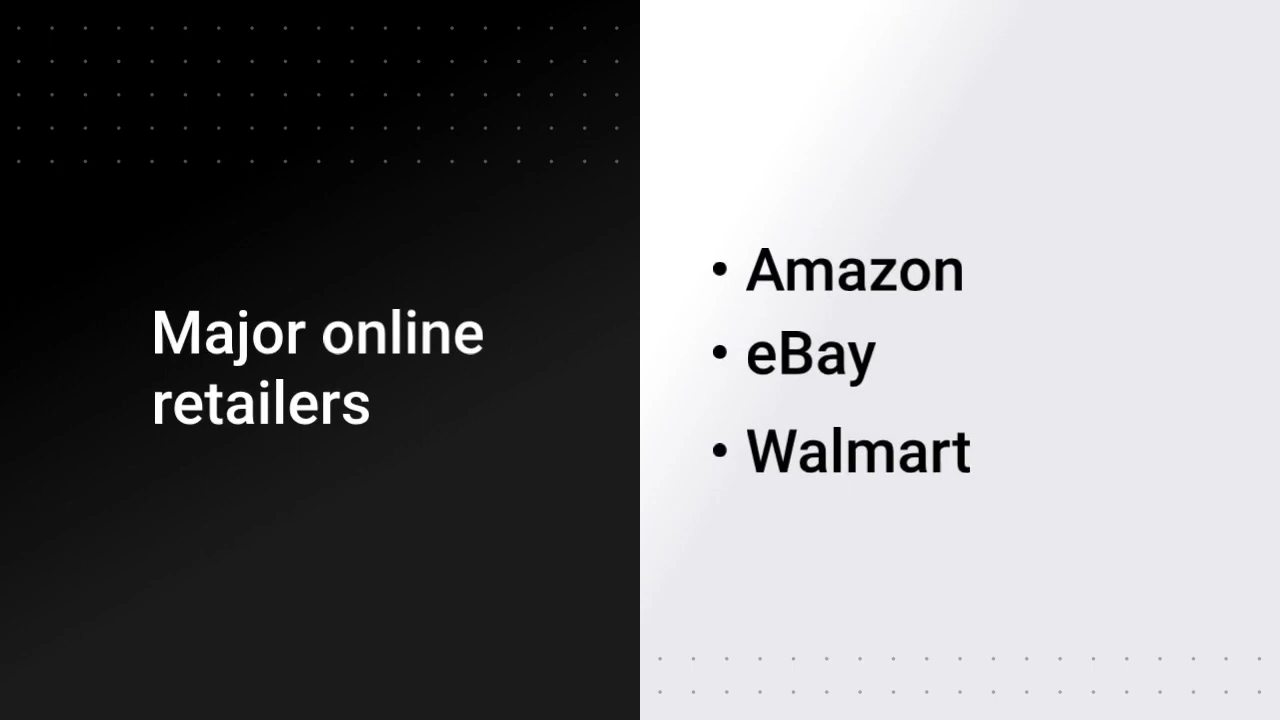 Major online
retailers
• Amazon
• eBay
• Walmart